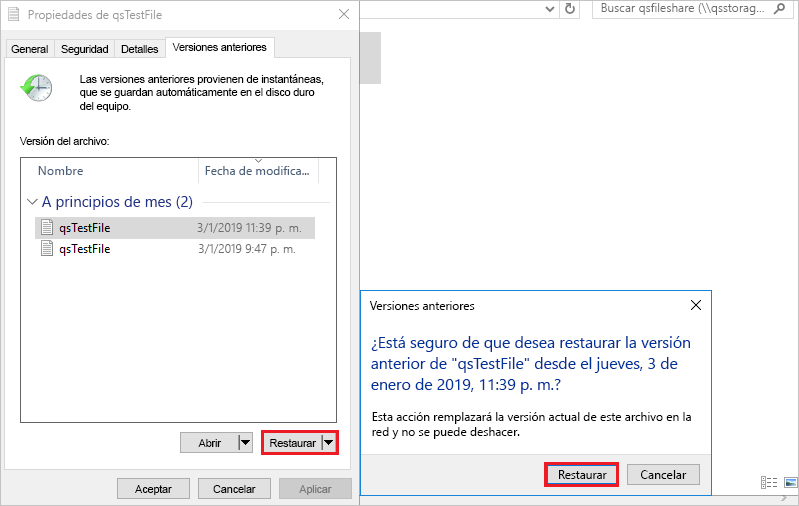 Propiedades de qsTestFile
General Seguridad Detalles Versiones anteriores
Las versiones anteriores provienen de instantáneas,
que se guardan automáticamente en el disco duro
del equipo.
Versión del archivo:
Nombre Fecha de modifica...
A principios de mes (2)
qsTestFile 3/1/2019 11:39 p. m.
qsTestFile 3/1/2019 9:47 p. m.
Abrir Restaurar
Aceptar Cancelar Aplicar
Buscar qsfileshare (\\qsstorag...
Versiones anteriores
¿Está seguro de que desea restaurar la versión
anterior de "qsTestFile" desde el jueves, 3 de
enero de 2019, 11:39 p. m.?
Esta acción remplazará la versión actual de este archivo en la
red y no se puede deshacer.
Restaurar Cancelar